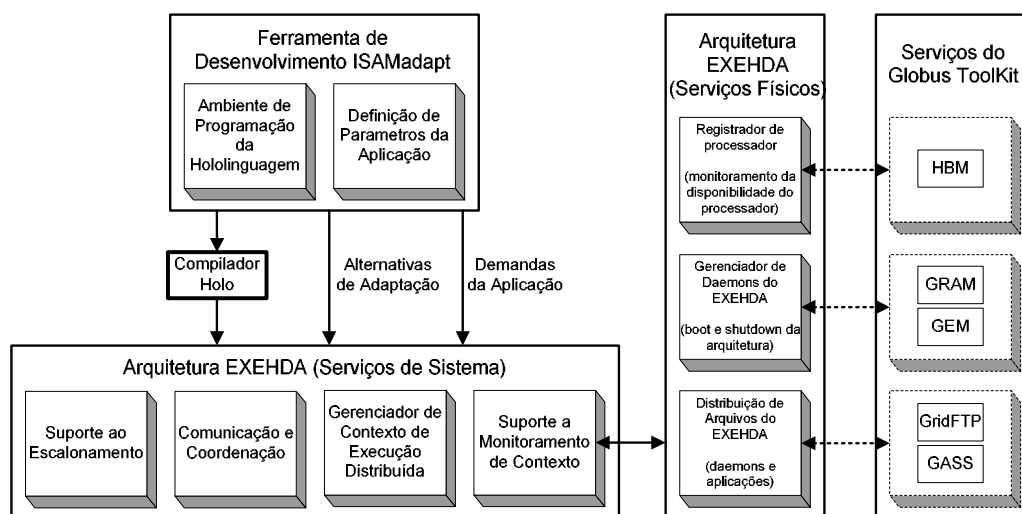 Ferramenta de
Desenvolvimento ISAMadapt
Ambiente de
Programação
da
Hololinguagem
Definição de
Parametros da
Aplicação
Compilador
Holo
Alternativas
de Adaptação
Demandas
da Aplicação
Arquitetura EXEHDA (Serviços de Sistema)
Suporte ao
Escalonamento
Comunicação e
Coordenação
Gerenciador de
Contexto de
Execução
Distribuída
Suporte a
Monitoramento
de Contexto
Arquitetura
EXEHDA
(Serviços Físicos)
Registrador de
processador
(monitoramento da
disponibilidade do
processador)
Gerenciador de
Daemons do
EXEHDA
(boot e shutdown da
arquitetura)
Distribuição de
Arquivos do
EXEHDA
(daemons e
aplicações)
Serviços do
Globus ToolKit
HBM
GRAM
GEM
GridFTP
GASS